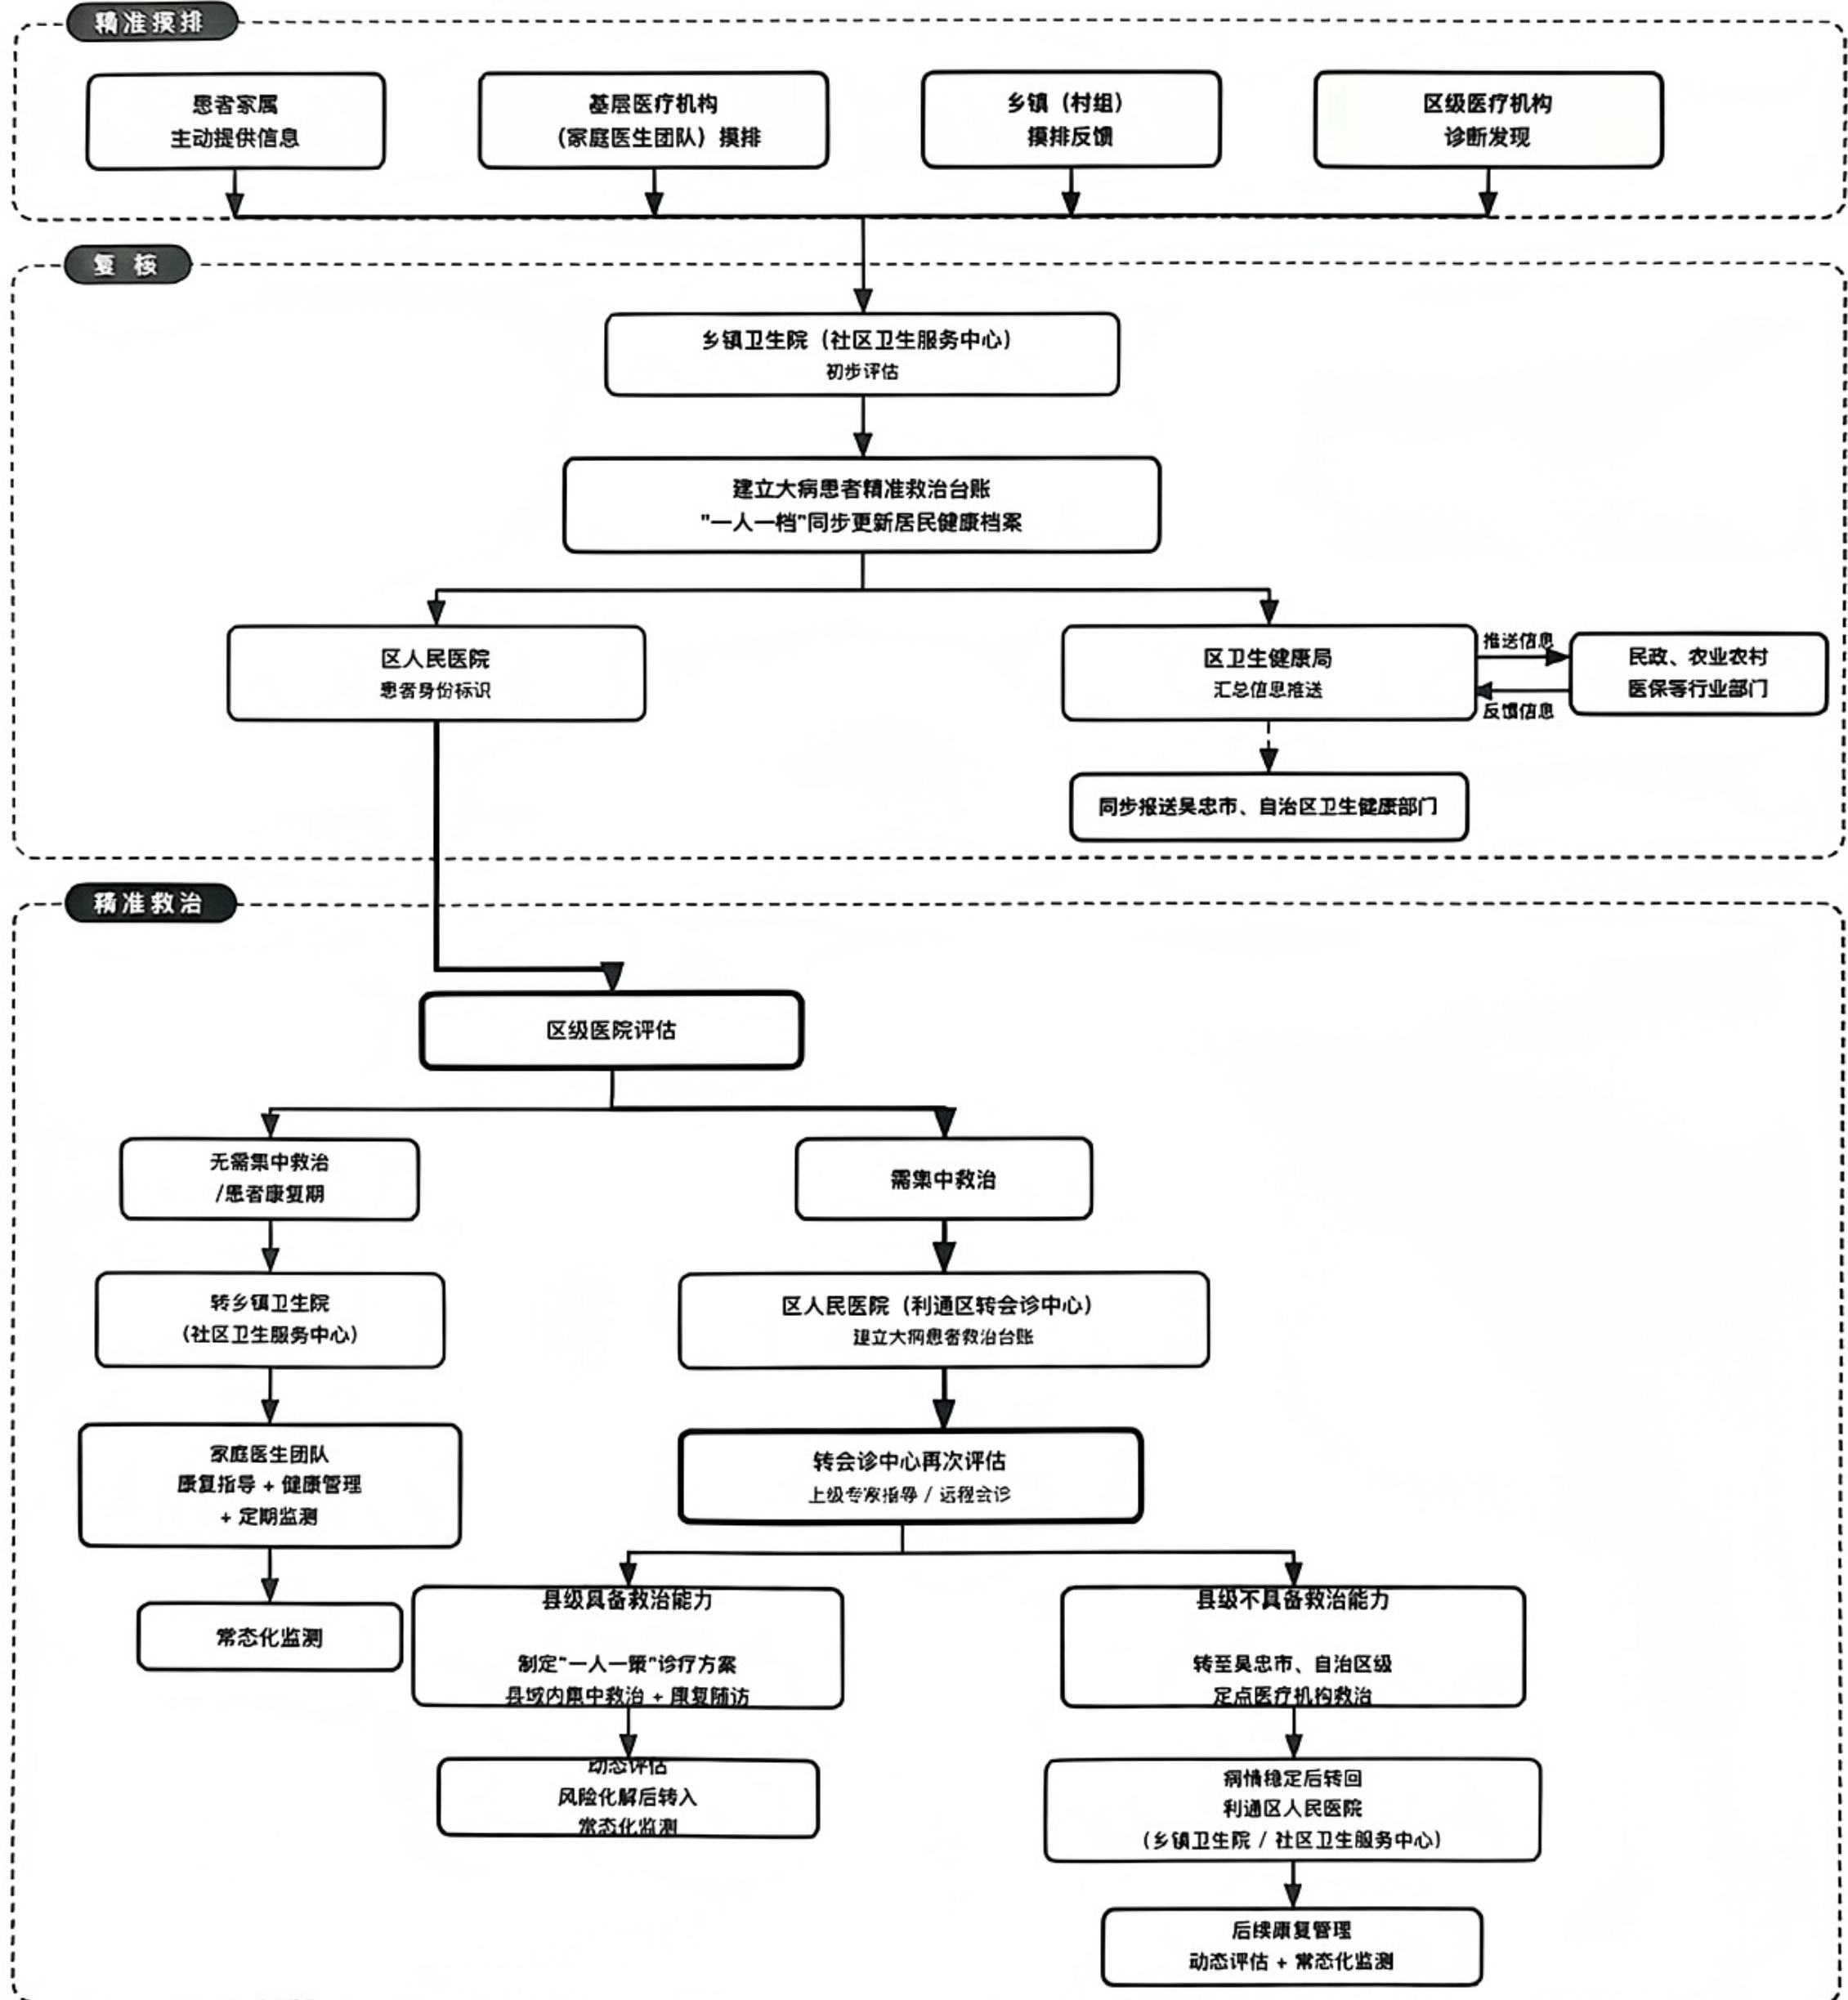 精准摸排
患者家属
主动提供信息
基层医疗机构
（家庭医生团队）摸排
乡镇（村组）
摸排反馈
区级医疗机构
诊断发现
复 核
乡镇卫生院（社区卫生服务中心）
初步评估
建立大病患者精准救治台账
"一人一档"同步更新居民健康档案
区人民医院
患者身份标识
区卫生健康局
汇总信息推送
推送信息
反馈信息
民政、农业农村
医保等行业部门
同步报送吴忠市、自治区卫生健康部门
精准救治
区级医院评估
无需集中救治
/患者康复期
需集中救治
转乡镇卫生院
（社区卫生服务中心）
区人民医院（利通区转会诊中心）
建立大病患者救治台账
家庭医生团队
康复指导 + 健康管理
+ 定期监测
转会诊中心再次评估
上级专家指导 / 远程会诊
常态化监测
县级具备救治能力
制定"一人一策"诊疗方案
县域内集中救治 + 康复随访
县级不具备救治能力
转至吴忠市、自治区级
定点医疗机构救治
动态评估
风险化解后转入
常态化监测
病情稳定后转回
利通区人民医院
（乡镇卫生院 / 社区卫生服务中心）
后续康复管理
动态评估 + 常态化监测